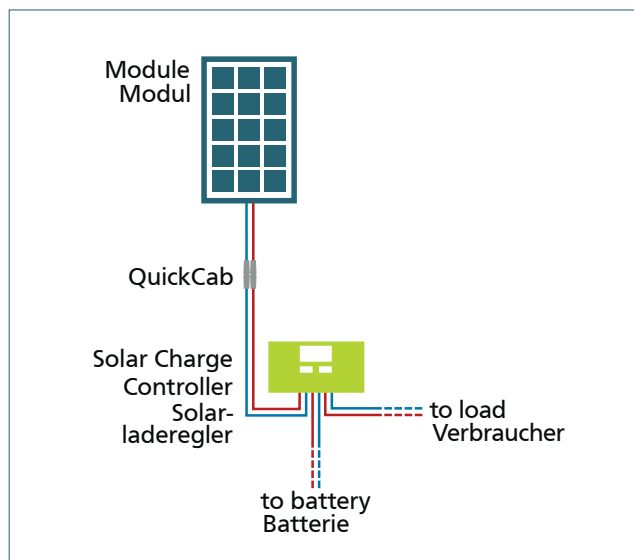 Module
Modul
QuickCab
Solar Charge
Controller
Solar-
laderegler
to load
Verbraucher
to battery
Batterie